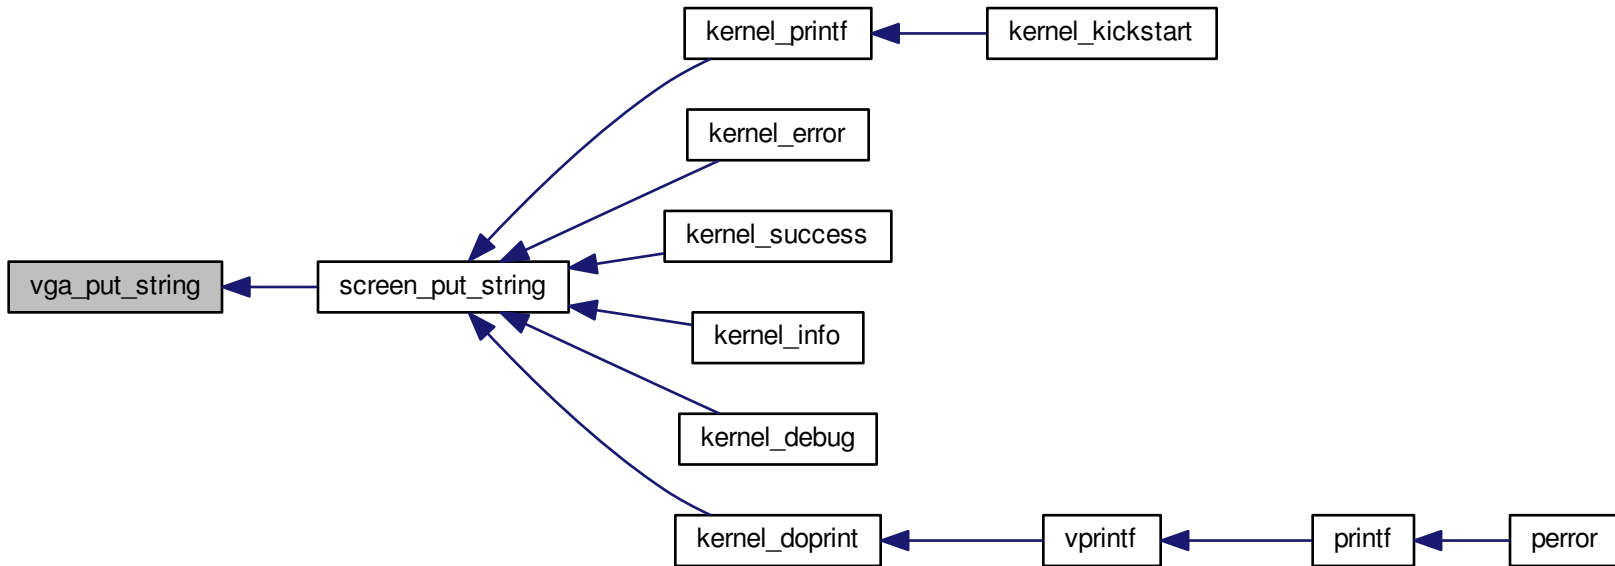 kernel_printf
kernel_kickstart
kernel_error
kernel_success
vga_put_string
screen_put_string
kernel_info
kernel_debug
kernel_doprint
vprintf
printf
perror